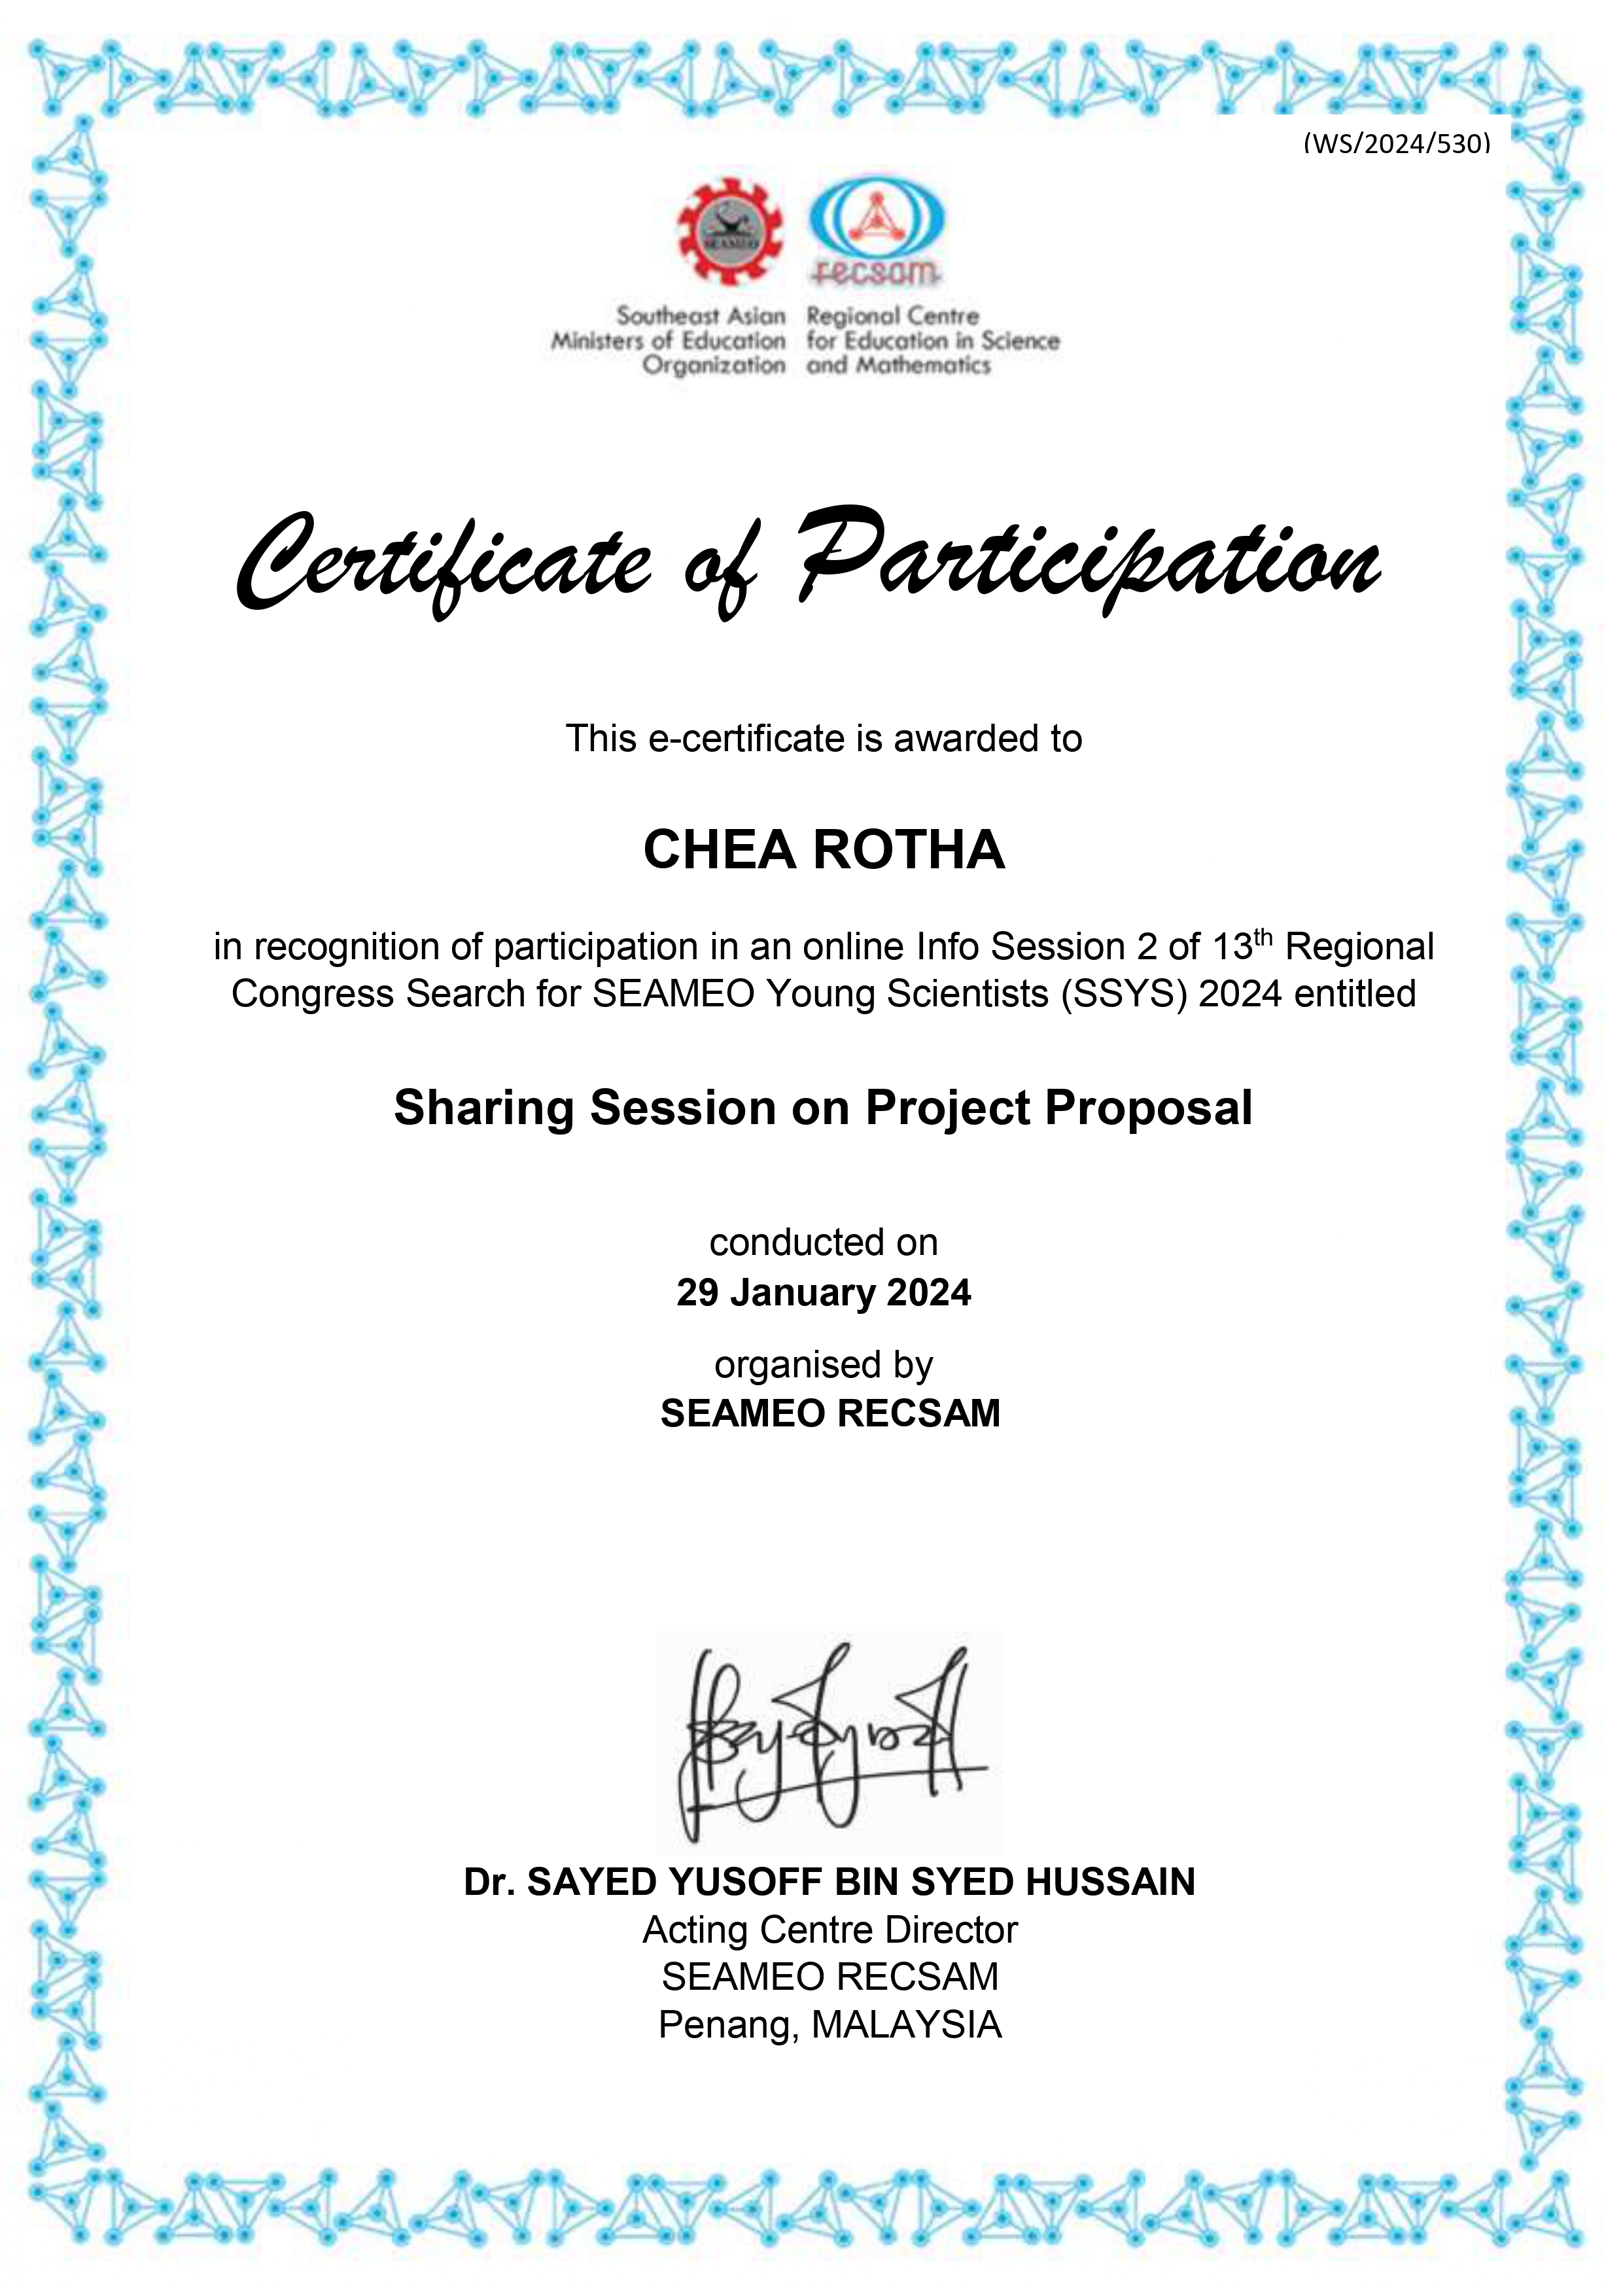 (WS/2024/530)
SEAMEO
recsam
Southeast Asian
Ministers of Education
Organization
Regional Centre
for Education in Science
and Mathematics
Certificate of Participation
This e-certificate is awarded to
CHEA ROTHA
in recognition of participation in an online Info Session 2 of 13th Regional
Congress Search for SEAMEO Young Scientists (SSYS) 2024 entitled
Sharing Session on Project Proposal
conducted on
29 January 2024
organised by
SEAMEO RECSAM
Dr. SAYED YUSOFF BIN SYED HUSSAIN
Acting Centre Director
SEAMEO RECSAM
Penang, MALAYSIA